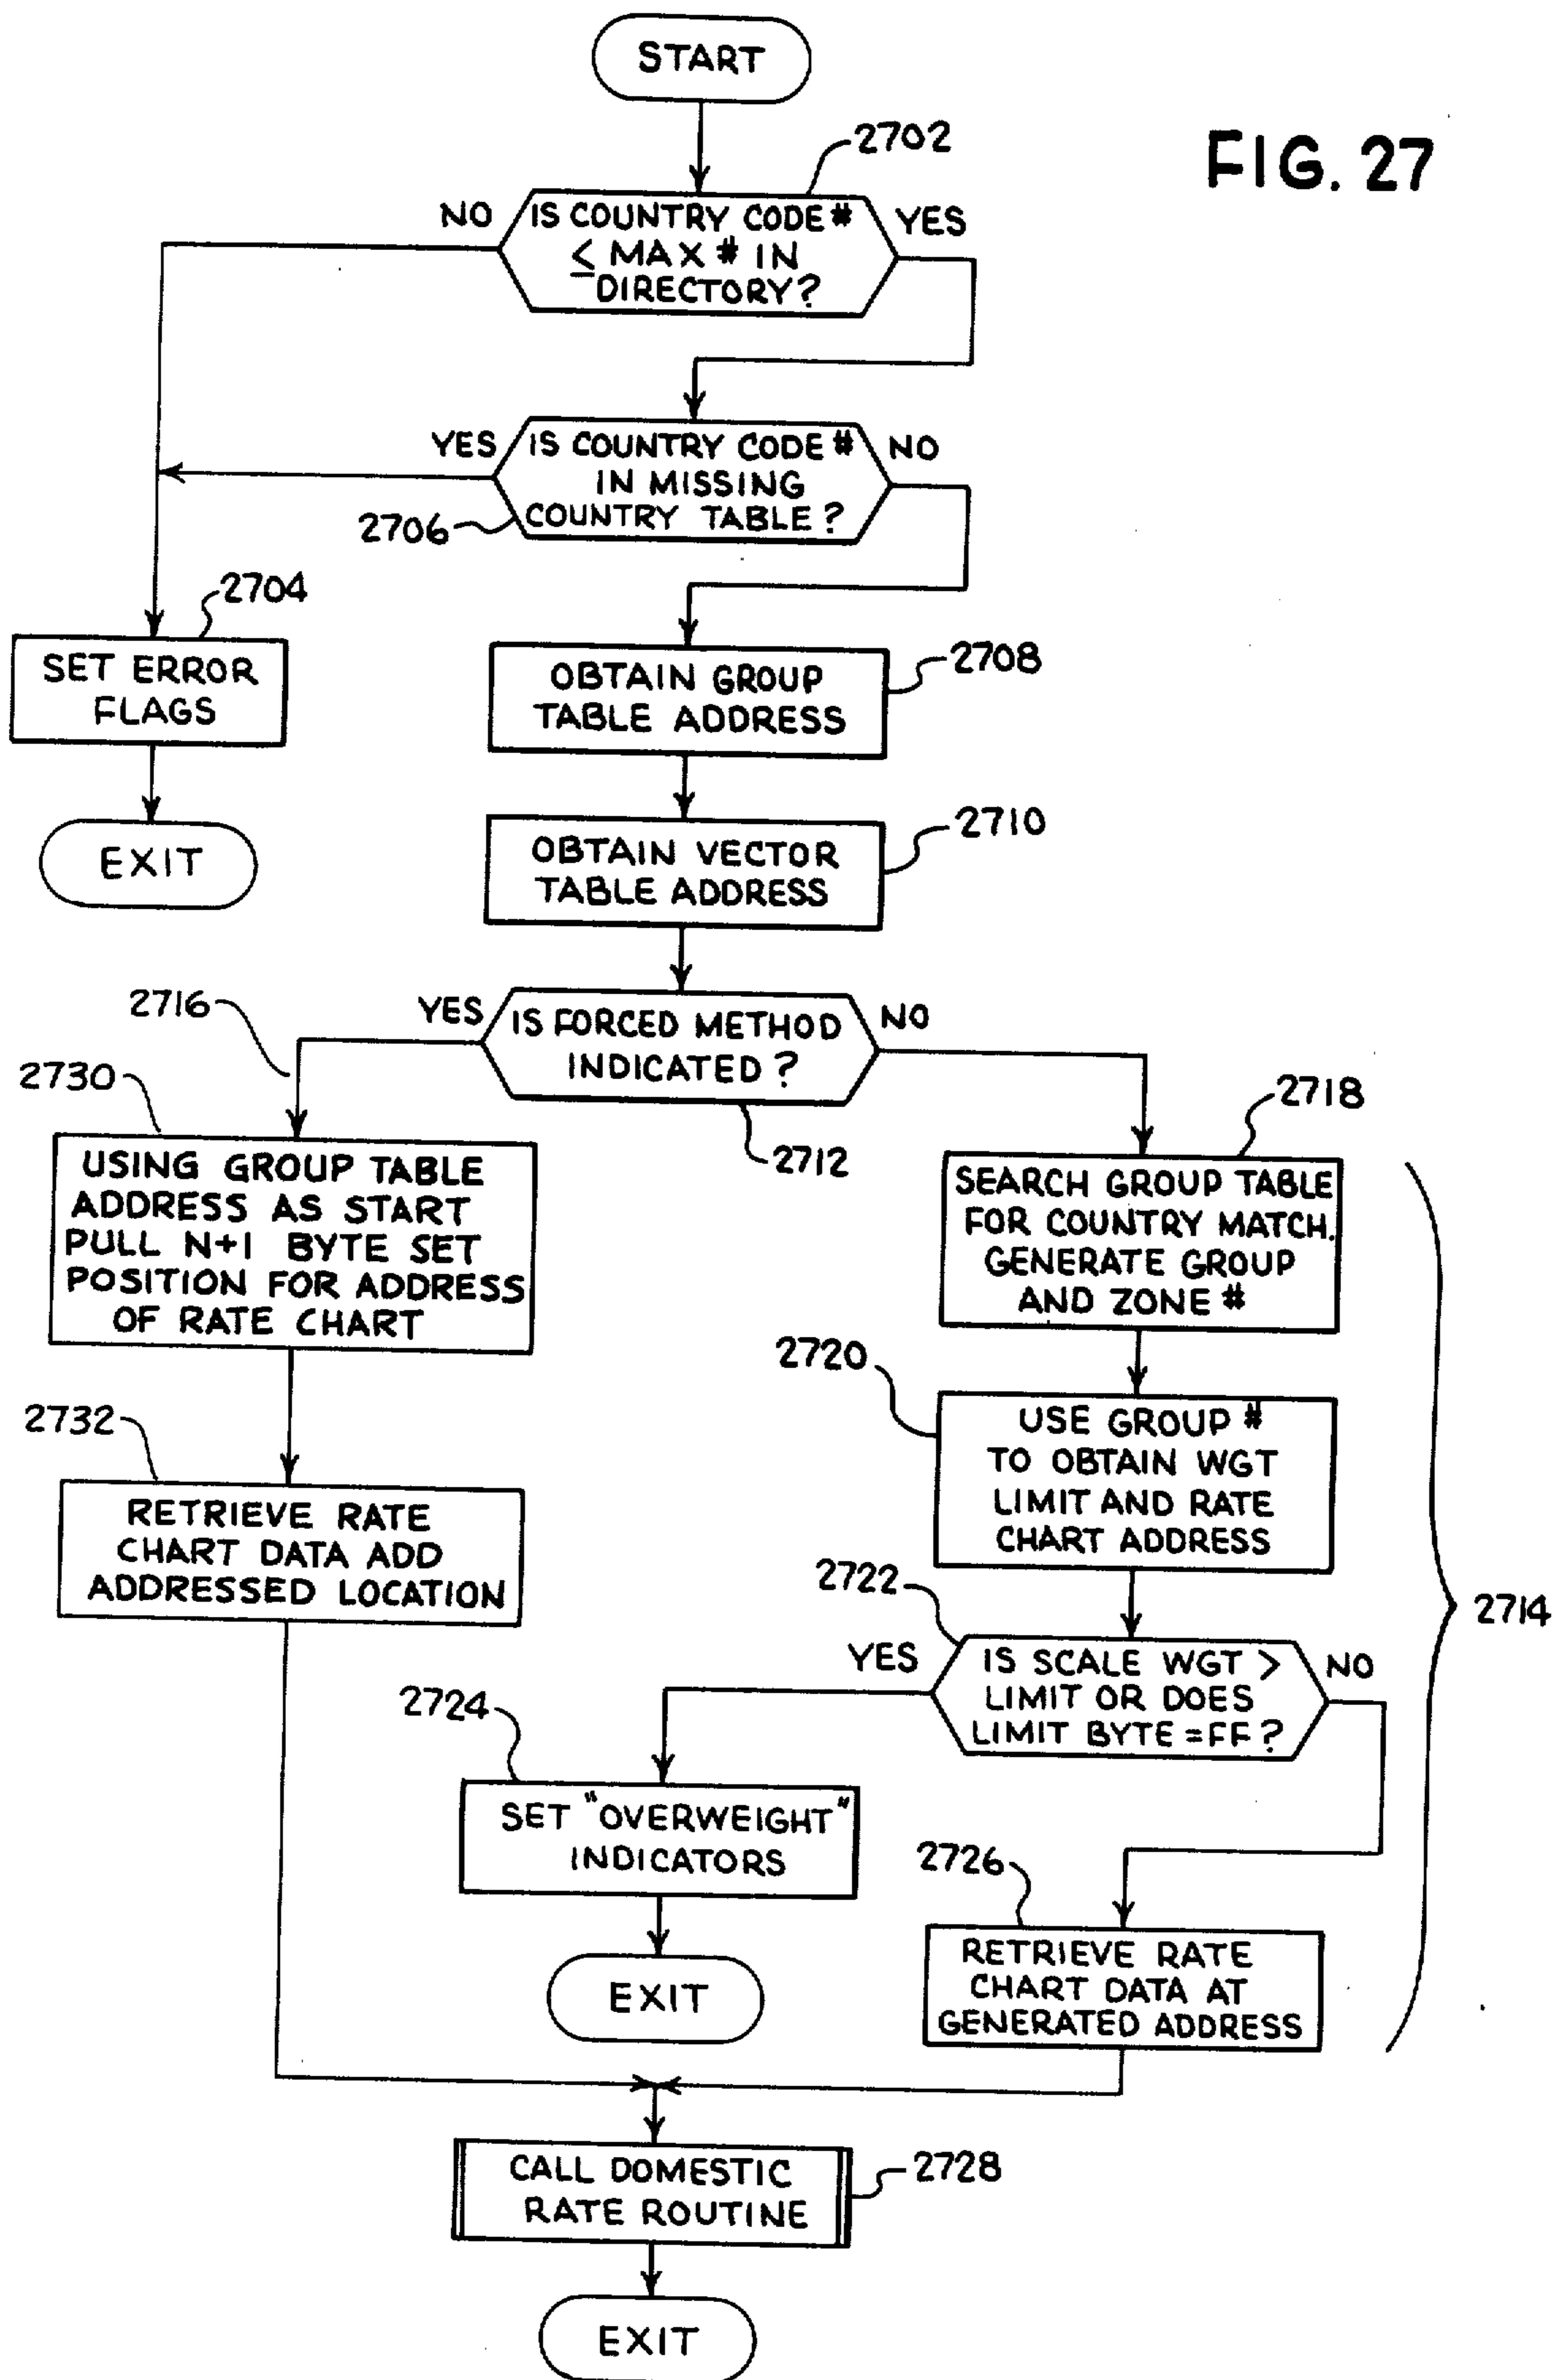 START
FIG. 27
2702
NO
IS COUNTRY CODE #
≤ MAX # IN
DIRECTORY?
YES
YES
IS COUNTRY CODE #
IN MISSING
COUNTRY TABLE?
NO
2706
2704
SET ERROR
FLAGS
EXIT
2708
OBTAIN GROUP
TABLE ADDRESS
2710
OBTAIN VECTOR
TABLE ADDRESS
2716
YES
IS FORCED METHOD
INDICATED?
NO
2712
2730
USING GROUP TABLE
ADDRESS AS START
PULL N+1 BYTE SET
POSITION FOR ADDRESS
OF RATE CHART
2718
SEARCH GROUP TABLE
FOR COUNTRY MATCH.
GENERATE GROUP
AND ZONE #
2732
RETRIEVE RATE
CHART DATA ADD
ADDRESSED LOCATION
2720
USE GROUP #
TO OBTAIN WGT
LIMIT AND RATE
CHART ADDRESS
2714
2722
YES
IS SCALE WGT >
LIMIT OR DOES
LIMIT BYTE = FF?
NO
2724
SET "OVERWEIGHT"
INDICATORS
EXIT
2726
RETRIEVE RATE
CHART DATA AT
GENERATED ADDRESS
CALL DOMESTIC
RATE ROUTINE
2728
EXIT